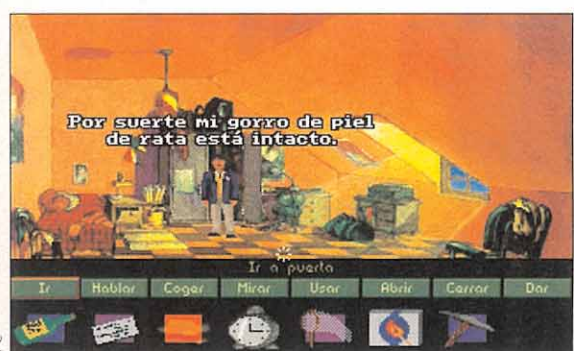 Por suerte mi gorro de piel
de rata está intacto.
Ir a puerta
Ir Hablar Coger Mirar Usar Abrir Cerrar Dar